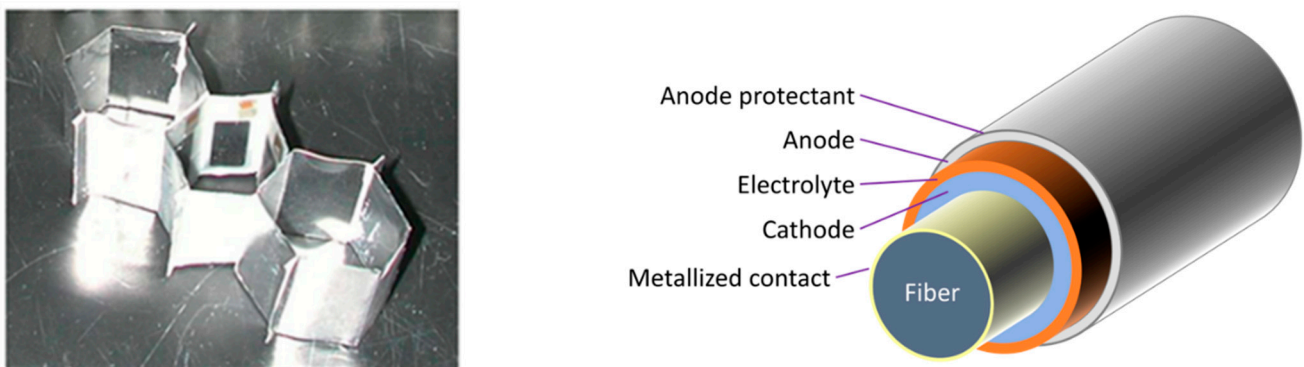 Anode protectant
Anode
Electrolyte
Cathode
Metallized contact
Fiber